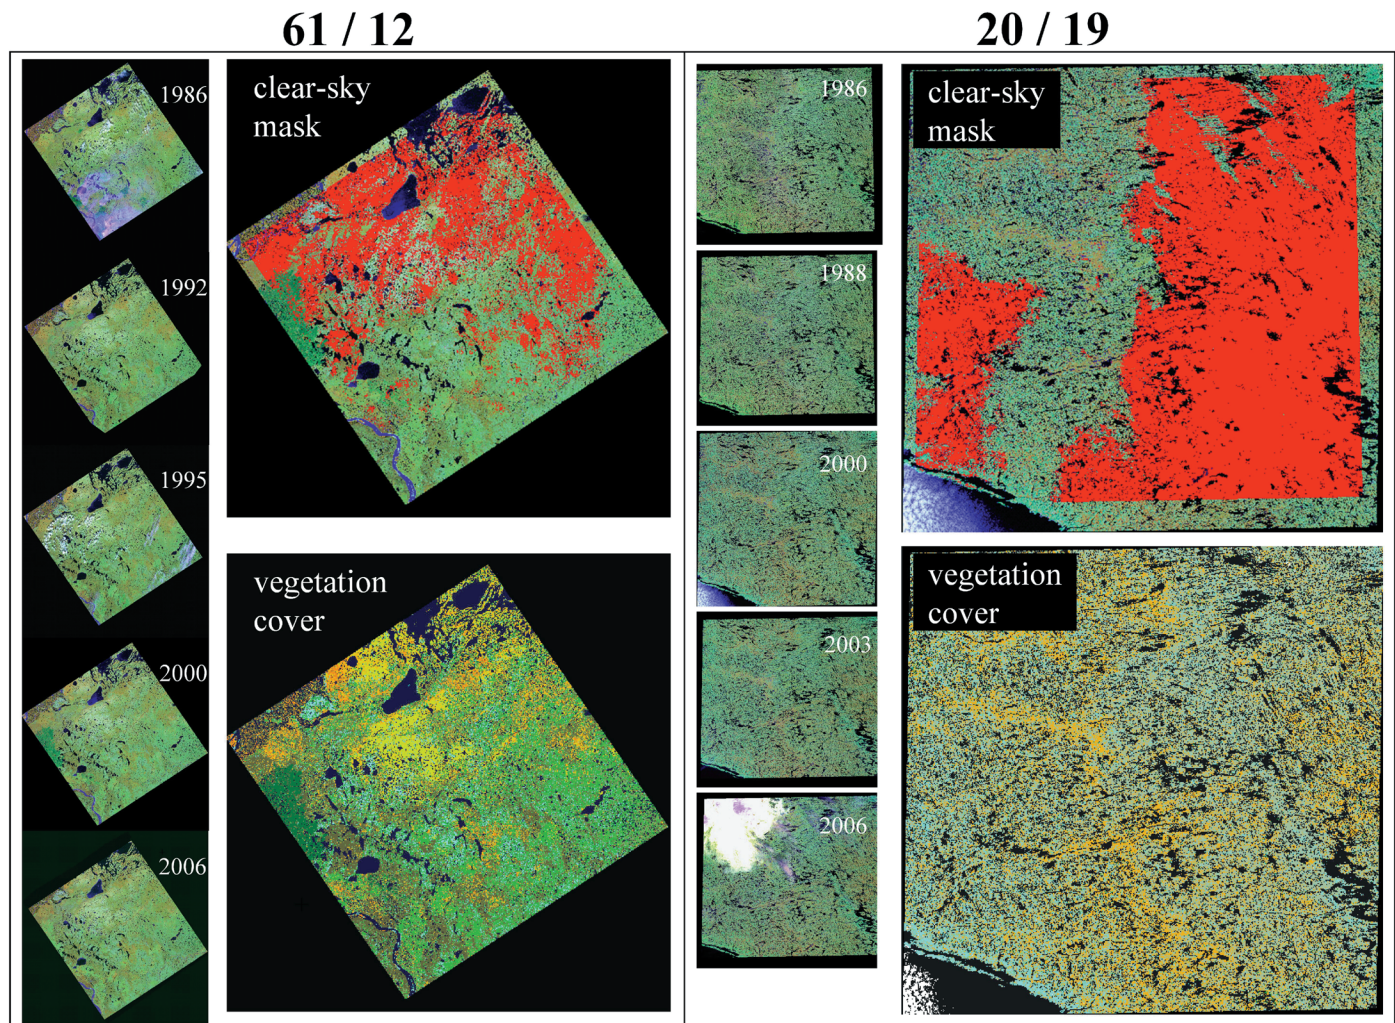 61 / 12
1986
1992
1995
2000
2006
clear-sky
mask
vegetation
cover
20 / 19
1986
1988
2000
2003
2006
clear-sky
mask
vegetation
cover